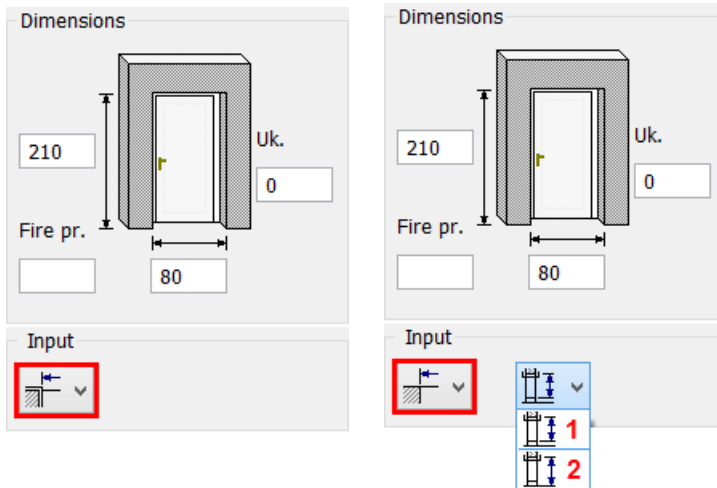 Dimensions
210
Uk.
0
Fire pr.
80
Input
Dimensions
210
Uk.
0
Fire pr.
80
Input
1
2